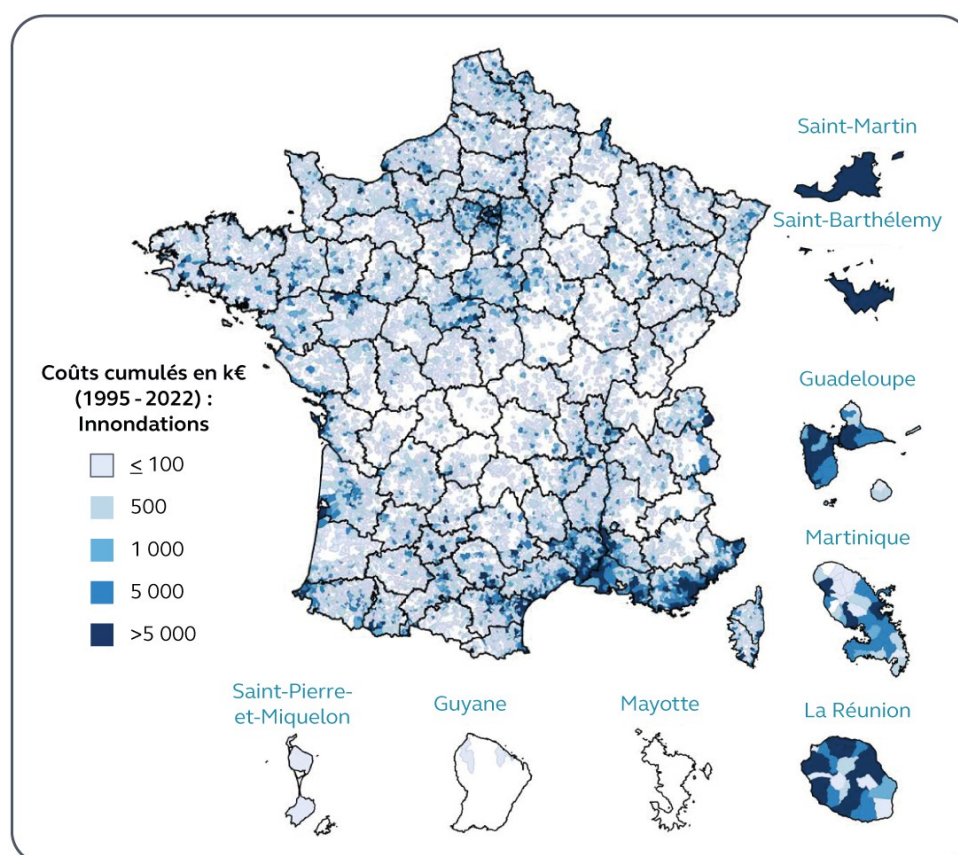 Saint-Martin
Saint-Barthélemy
Coûts cumulés en k€
(1995 - 2022) :
Innondations
≤ 100
500
1 000
5 000
>5 000
Guadeloupe
Martinique
Saint-Pierre-
et-Miquelon
Guyane
Mayotte
La Réunion